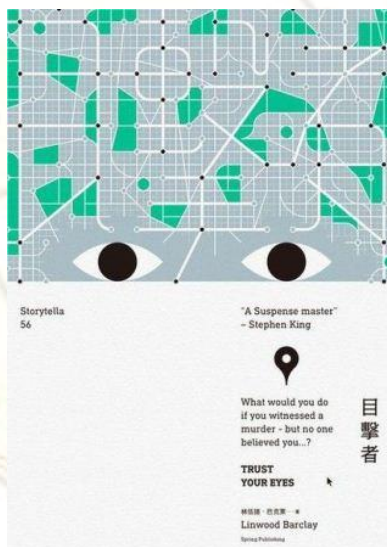 Storytella
56
"A Suspense master"
– Stephen King
What would you do
if you witnessed a
murder - but no one
believed you...?
目擊者
TRUST
YOUR EYES
Linwood Barclay
Spring Publishing